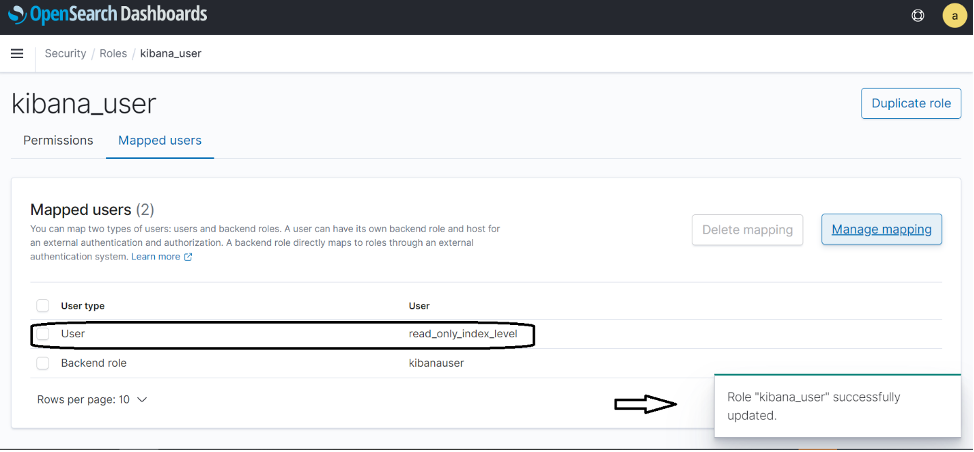 OpenSearch Dashboards
a
Security / Roles / kibana_user
kibana_user
Duplicate role
Permissions
Mapped users
Mapped users (2)
You can map two types of users: users and backend roles. A user can have its own backend role and host for
an external authentication and authorization. A backend role directly maps to roles through an external
authentication system. Learn more
Delete mapping
Manage mapping
User type
User
User
read_only_index_level
Backend role
kibanauser
Rows per page: 10
Role "kibana_user" successfully
updated.